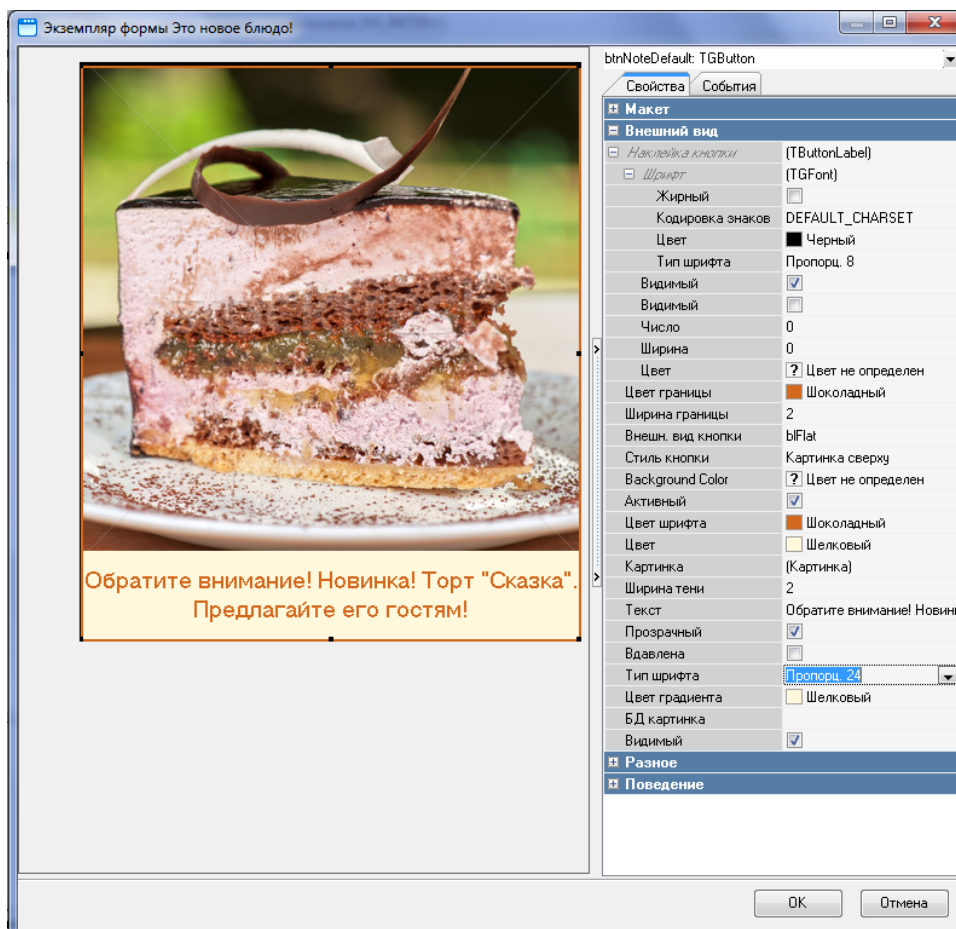 Экземпляр формы Это новое блюдо!
btnNoteDefault: TGButton
Свойства События
Макет
Внешний вид
Наклейка кнопки (TButtonLabel)
Шрифт (TGFont)
Жирный
Кодировка знаков DEFAULT_CHARSET
Цвет Черный
Тип шрифта Пропорц. 8
Видимый
Видимый
Число 0
Ширина 0
Цвет ? Цвет не определен
Цвет границы Шоколадный
Ширина границы 2
Внешн. вид кнопки blFlat
Стиль кнопки Картинка сверху
Background Color ? Цвет не определен
Активный
Цвет шрифта Шоколадный
Цвет Шелковый
Картинка (Картинка)
Ширина тени 2
Текст Обратите внимание! Новин
Прозрачный
Вдавлена
Тип шрифта Пропорц. 24
Цвет градиента Шелковый
БД картинка
Видимый
Разное
Поведение
Обратите внимание! Новинка! Торт "Сказка".
Предлагайте его гостям!
OK Отмена